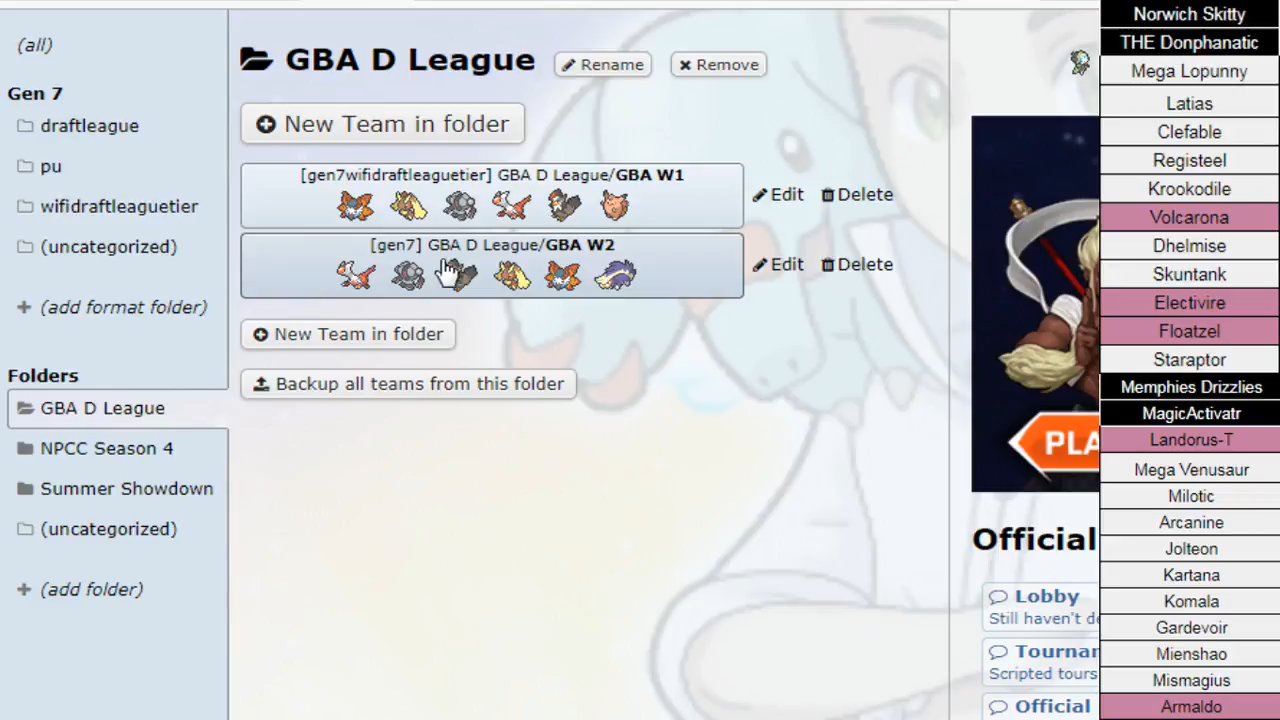 (all)
Gen 7
draftleague
pu
wifidraftleaguetier
(uncategorized)
(add format folder)
Folders
GBA D League
NPCC Season 4
Summer Showdown
(uncategorized)
(add folder)
GBA D League
Rename
Remove
New Team in folder
[gen7wifidraftleaguetier] GBA D League/GBA W1
Edit
Delete
[gen7] GBA D League/GBA W2
Edit
Delete
New Team in folder
Backup all teams from this folder
PLA
Official
Lobby
Still haven't de
Tournar
Scripted tours
Official
Norwich Skitty
THE Donphanatic
Mega Lopunny
Latias
Clefable
Registeel
Krookodile
Volcarona
Dhelmise
Skuntank
Electivire
Floatzel
Staraptor
Memphies Drizzlies
MagicActivatr
Landorus-T
Mega Venusaur
Milotic
Arcanine
Jolteon
Kartana
Komala
Gardevoir
Mienshao
Mismagius
Armaldo